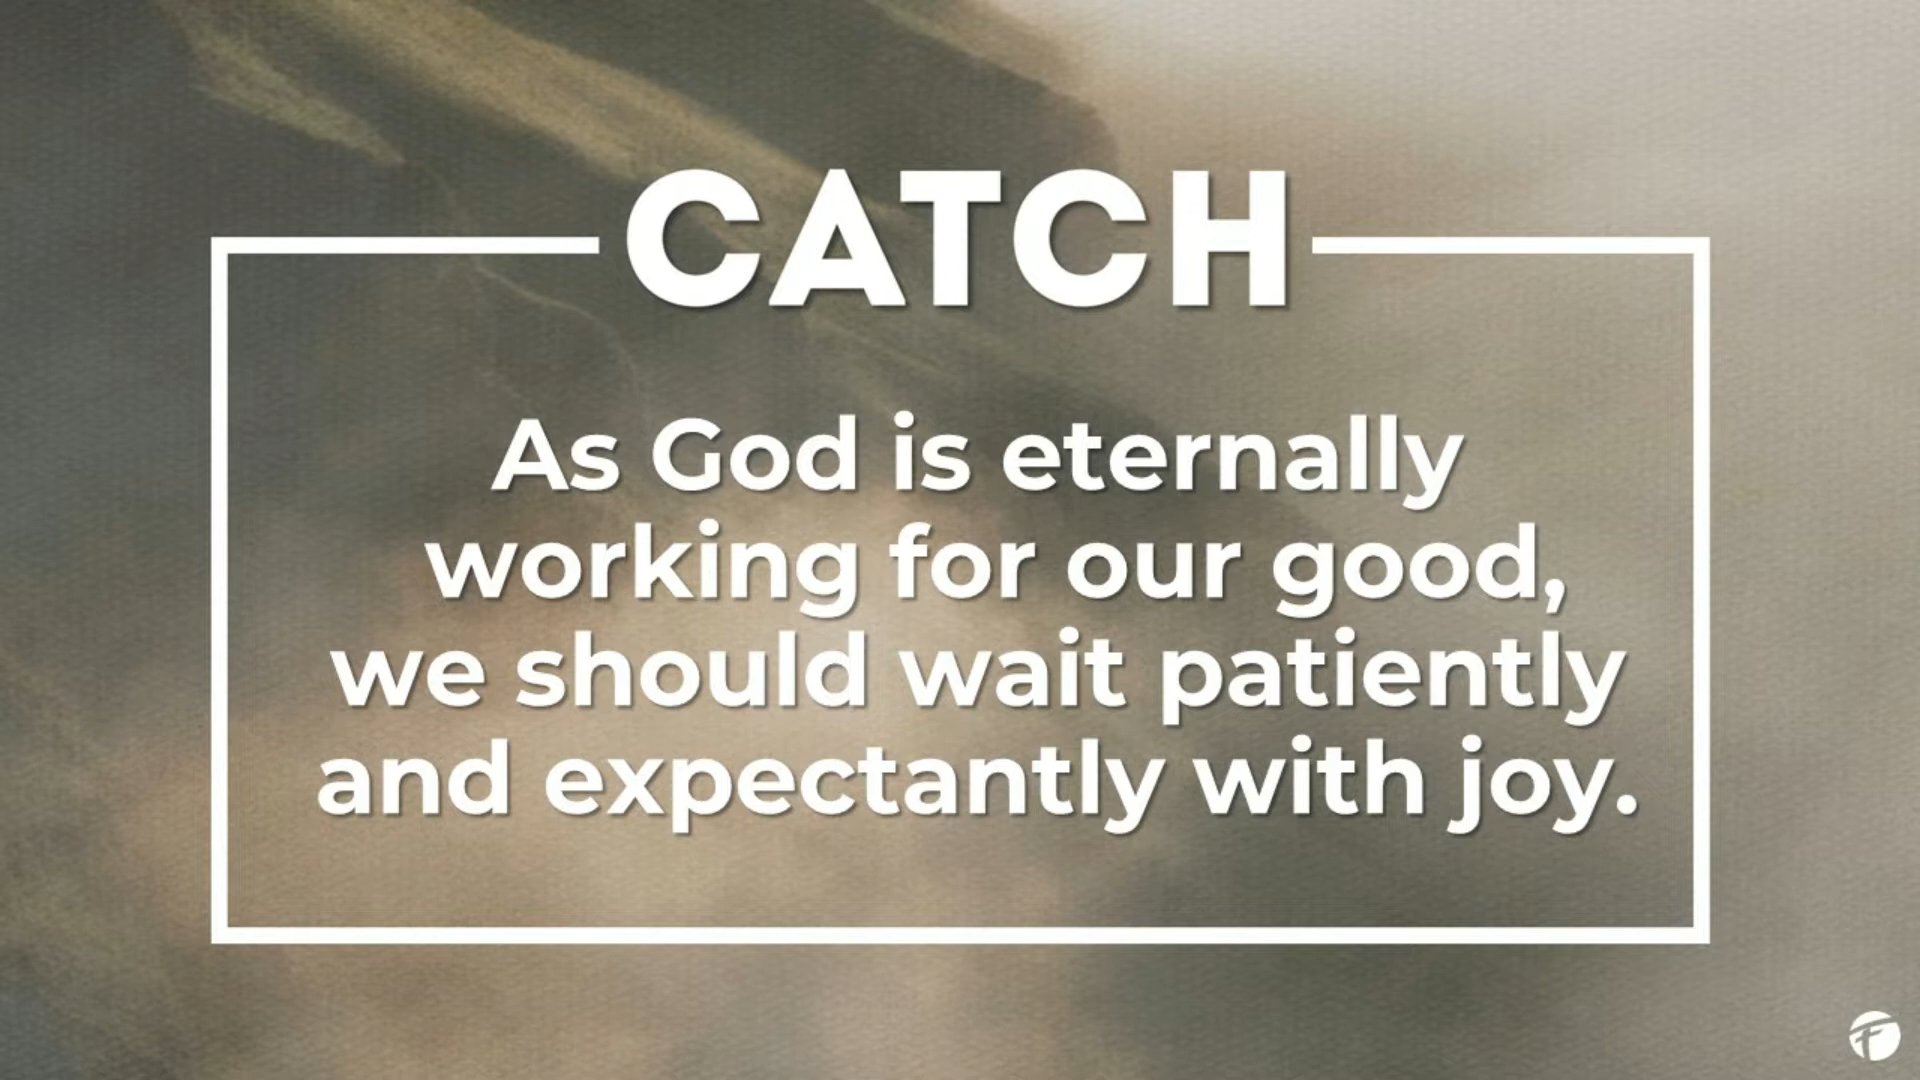 CATCH
As God is eternally
working for our good,
we should wait patiently
and expectantly with joy.